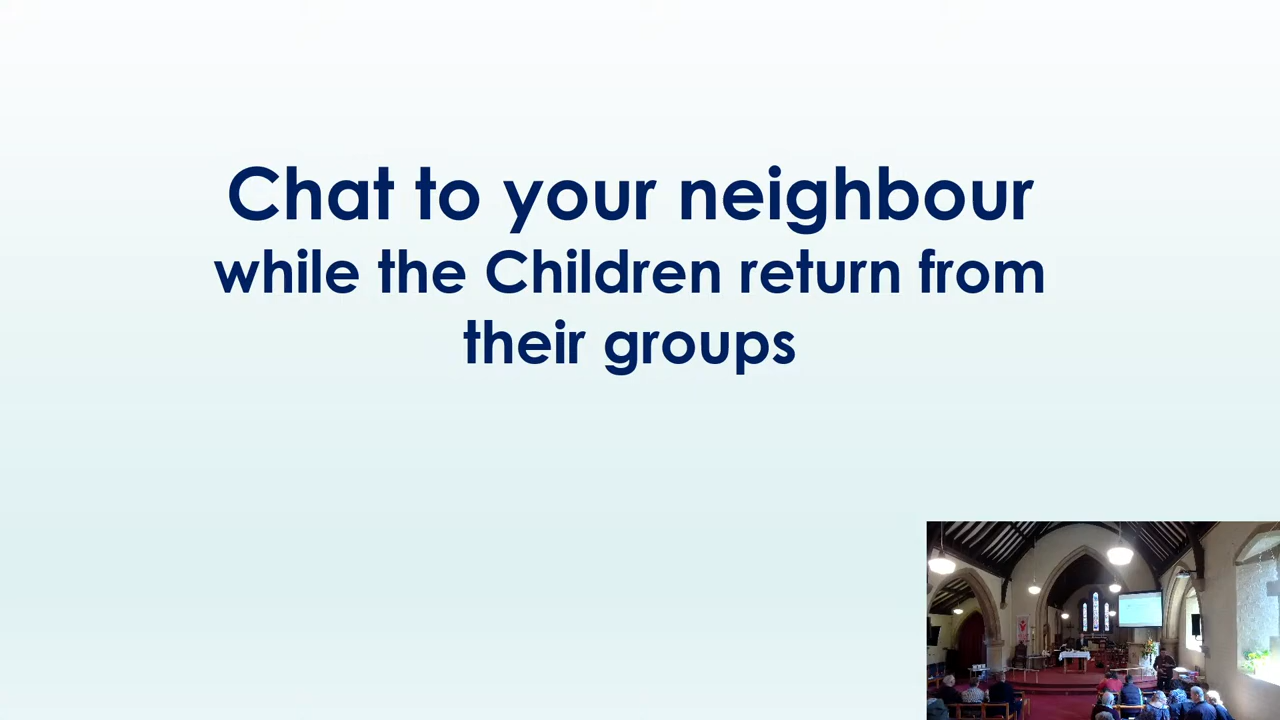 Chat to your neighbour
while the Children return from
their groups